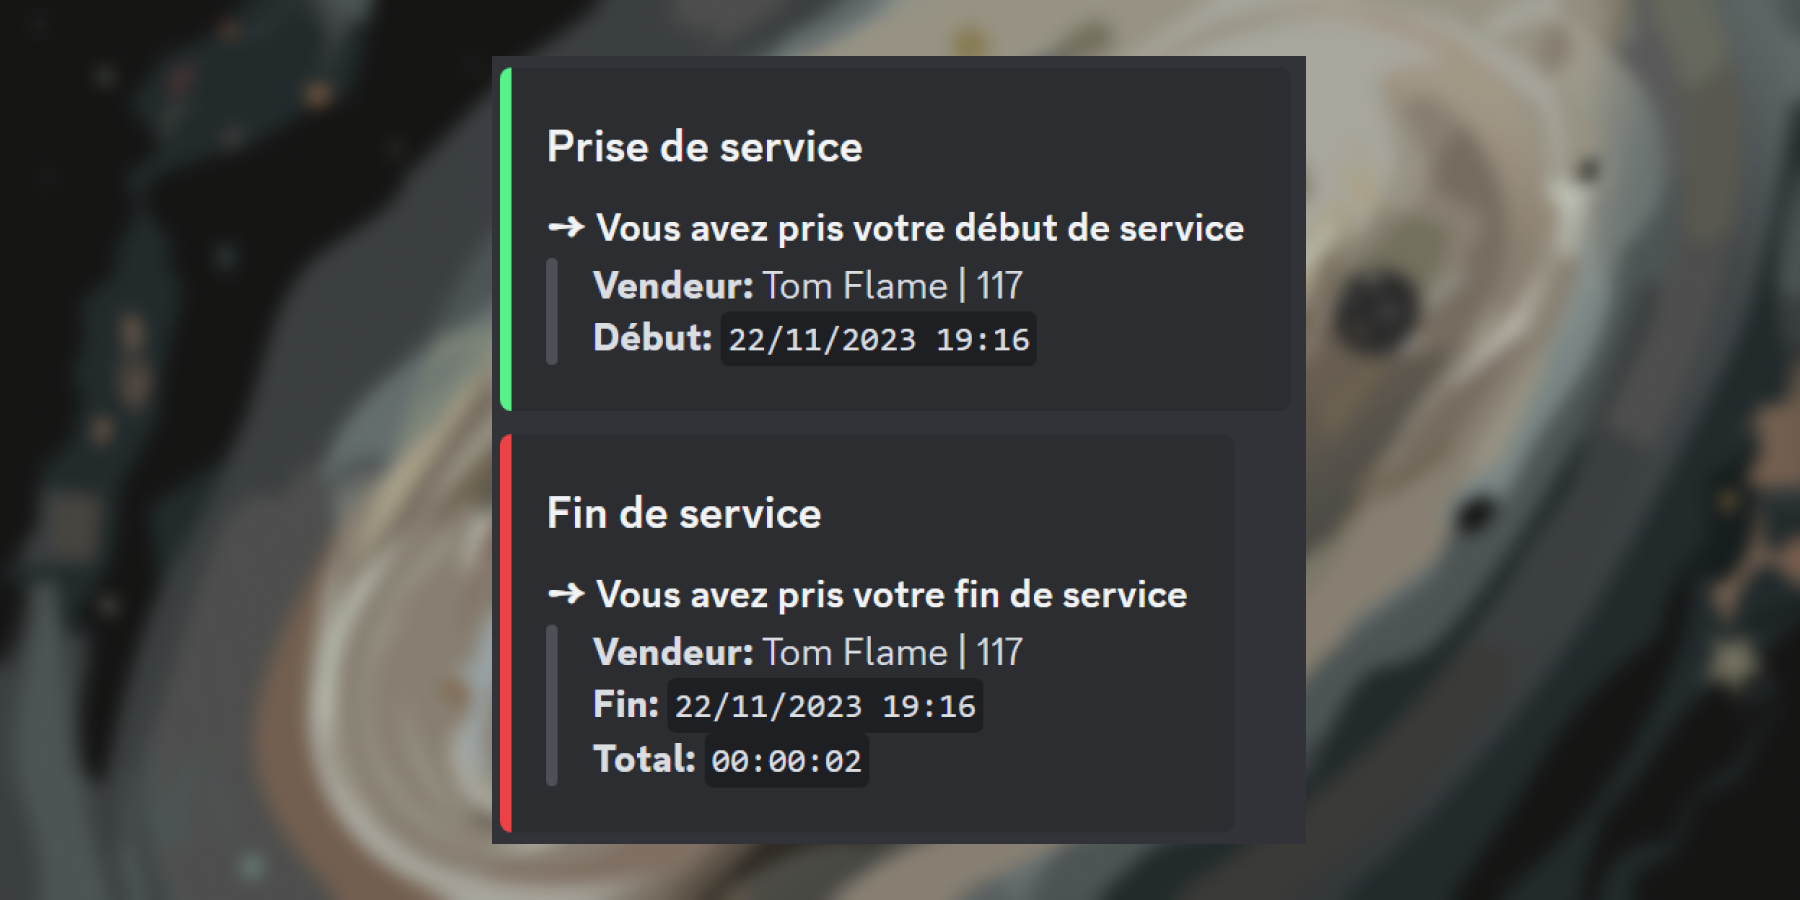 Prise de service
➙ Vous avez pris votre début de service
Vendeur: Tom Flame | 117
Début: 22/11/2023 19:16
Fin de service
➙ Vous avez pris votre fin de service
Vendeur: Tom Flame | 117
Fin: 22/11/2023 19:16
Total: 00:00:02